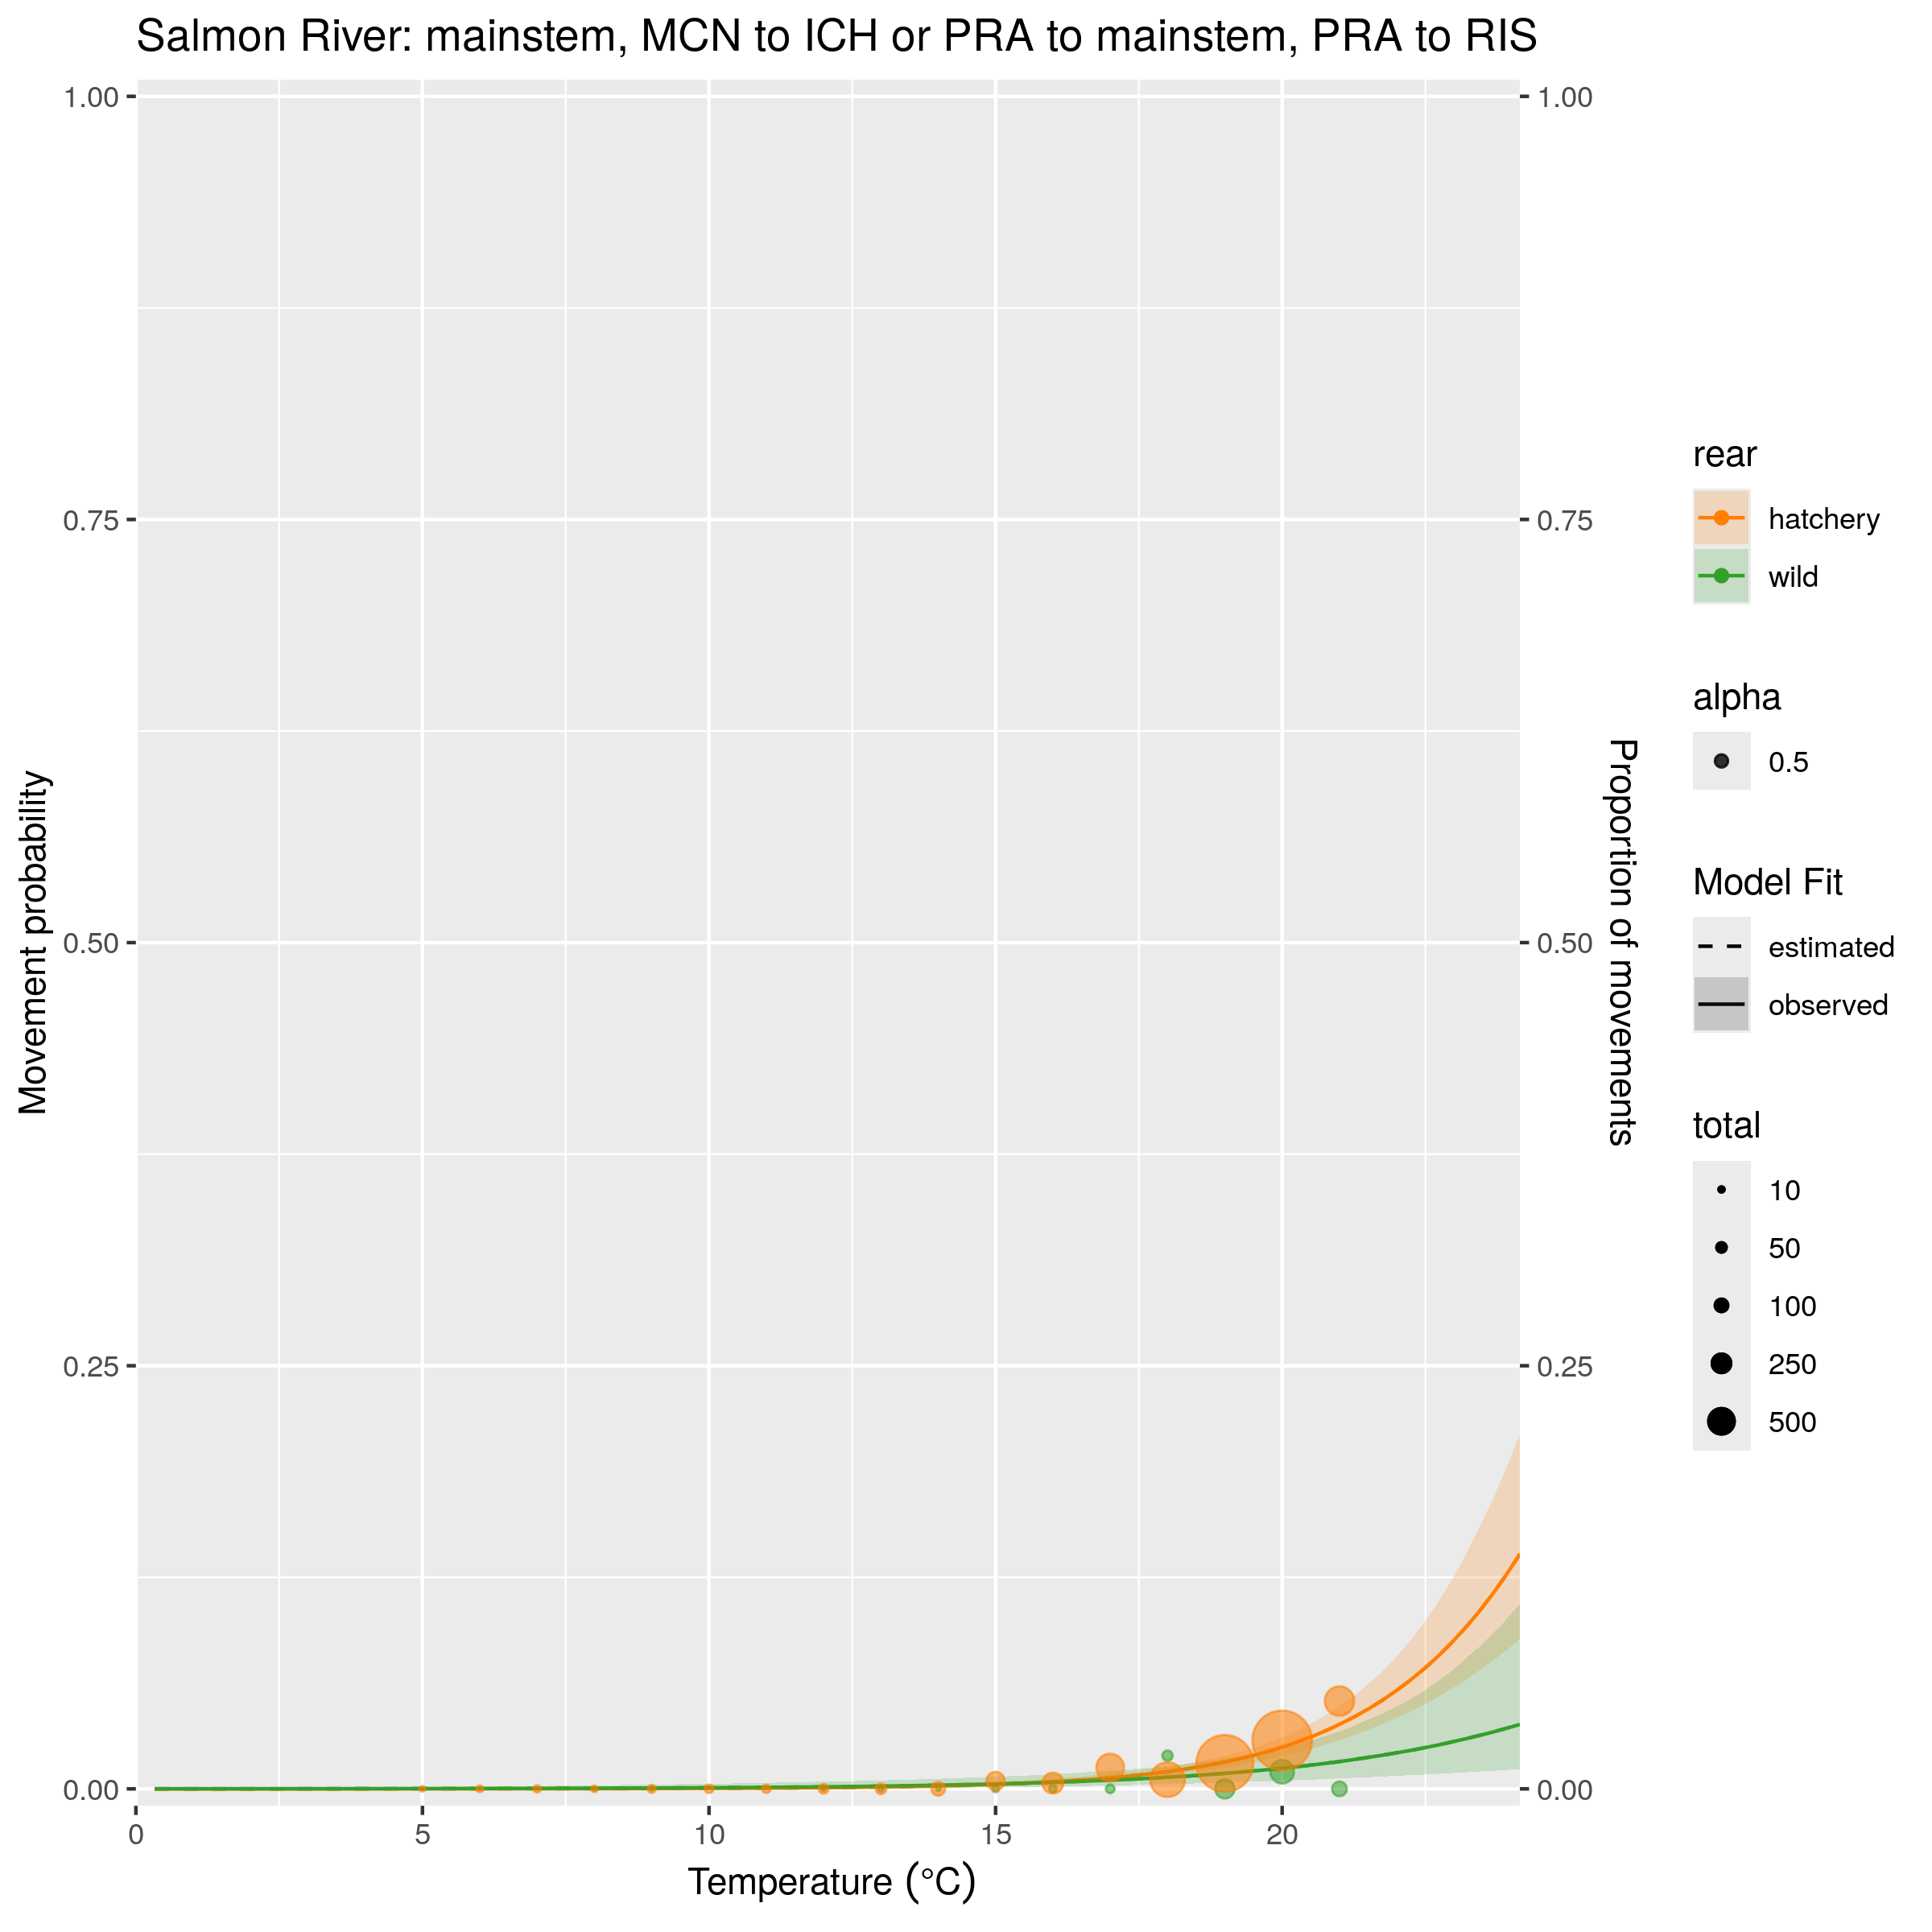 Salmon River: mainstem, MCN to ICH or PRA to mainstem, PRA to RIS
Movement probability
1.00
0.75
0.50
0.25
0.00
0
5
10
15
20
Temperature (°C)
1.00
0.75
0.50
0.25
0.00
Proportion of movements
rear
hatchery
wild
alpha
0.5
Model Fit
estimated
observed
total
10
50
100
250
500